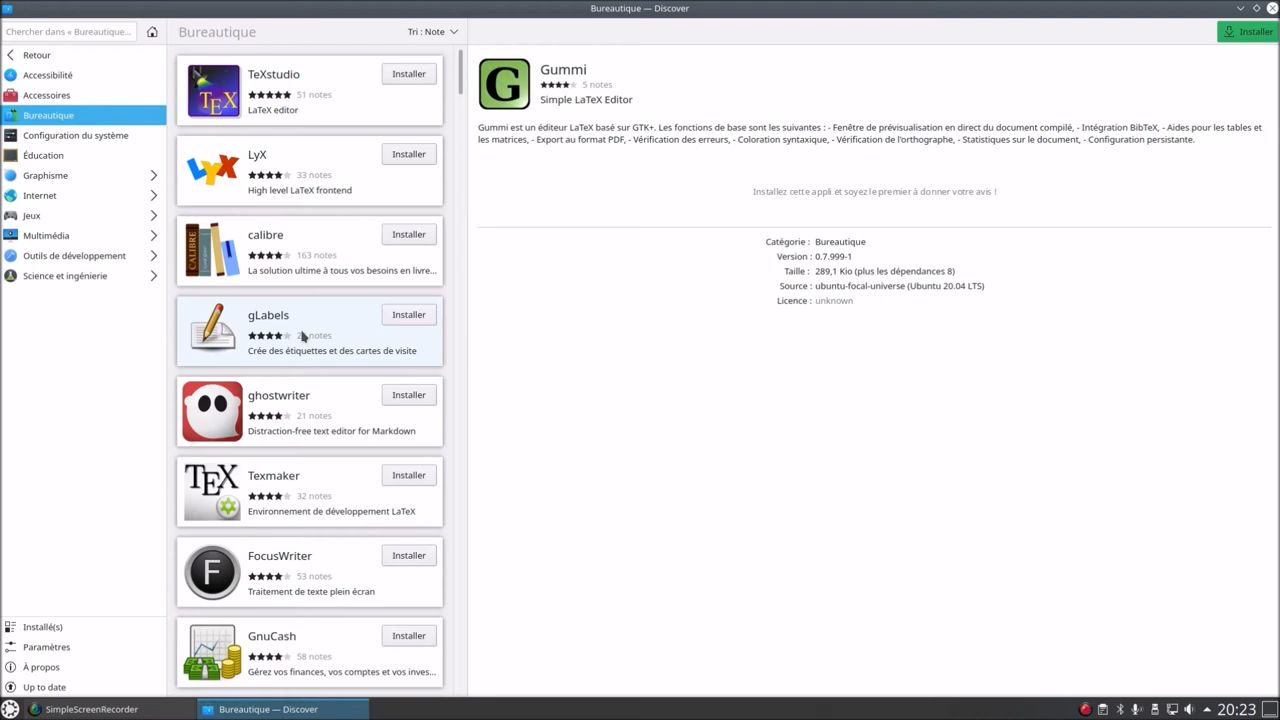 Bureautique — Discover
Chercher dans « Bureautique...
Retour
Accessibilité
Accessoires
Bureautique
Configuration du système
Éducation
Graphisme
Internet
Jeux
Multimédia
Outils de développement
Science et ingénierie
Installé(s)
Paramètres
À propos
Up to date
Bureautique
Tri : Note
TeXstudio
Installer
51 notes
LaTeX editor
LyX
Installer
33 notes
High level LaTeX frontend
calibre
Installer
163 notes
La solution ultime à tous vos besoins en livre...
gLabels
Installer
notes
Crée des étiquettes et des cartes de visite
ghostwriter
Installer
21 notes
Distraction-free text editor for Markdown
Texmaker
Installer
32 notes
Environnement de développement LaTeX
FocusWriter
Installer
53 notes
Traitement de texte plein écran
GnuCash
Installer
58 notes
Gérez vos finances, vos comptes et vos inves...
Installer
Gummi
5 notes
Simple LaTeX Editor
Gummi est un éditeur LaTeX basé sur GTK+. Les fonctions de base sont les suivantes : - Fenêtre de prévisualisation en direct du document compilé, - Intégration BibTeX, - Aides pour les tables et
les matrices, - Export au format PDF, - Vérification des erreurs, - Coloration syntaxique, - Vérification de l'orthographe, - Statistiques sur le document, - Configuration persistante.
Installez cette appli et soyez le premier à donner votre avis !
Catégorie : Bureautique
Version : 0.7.999-1
Taille : 289,1 Kio (plus les dépendances 8)
Source : ubuntu-focal-universe (Ubuntu 20.04 LTS)
Licence : unknown
SimpleScreenRecorder
Bureautique — Discover
20:23